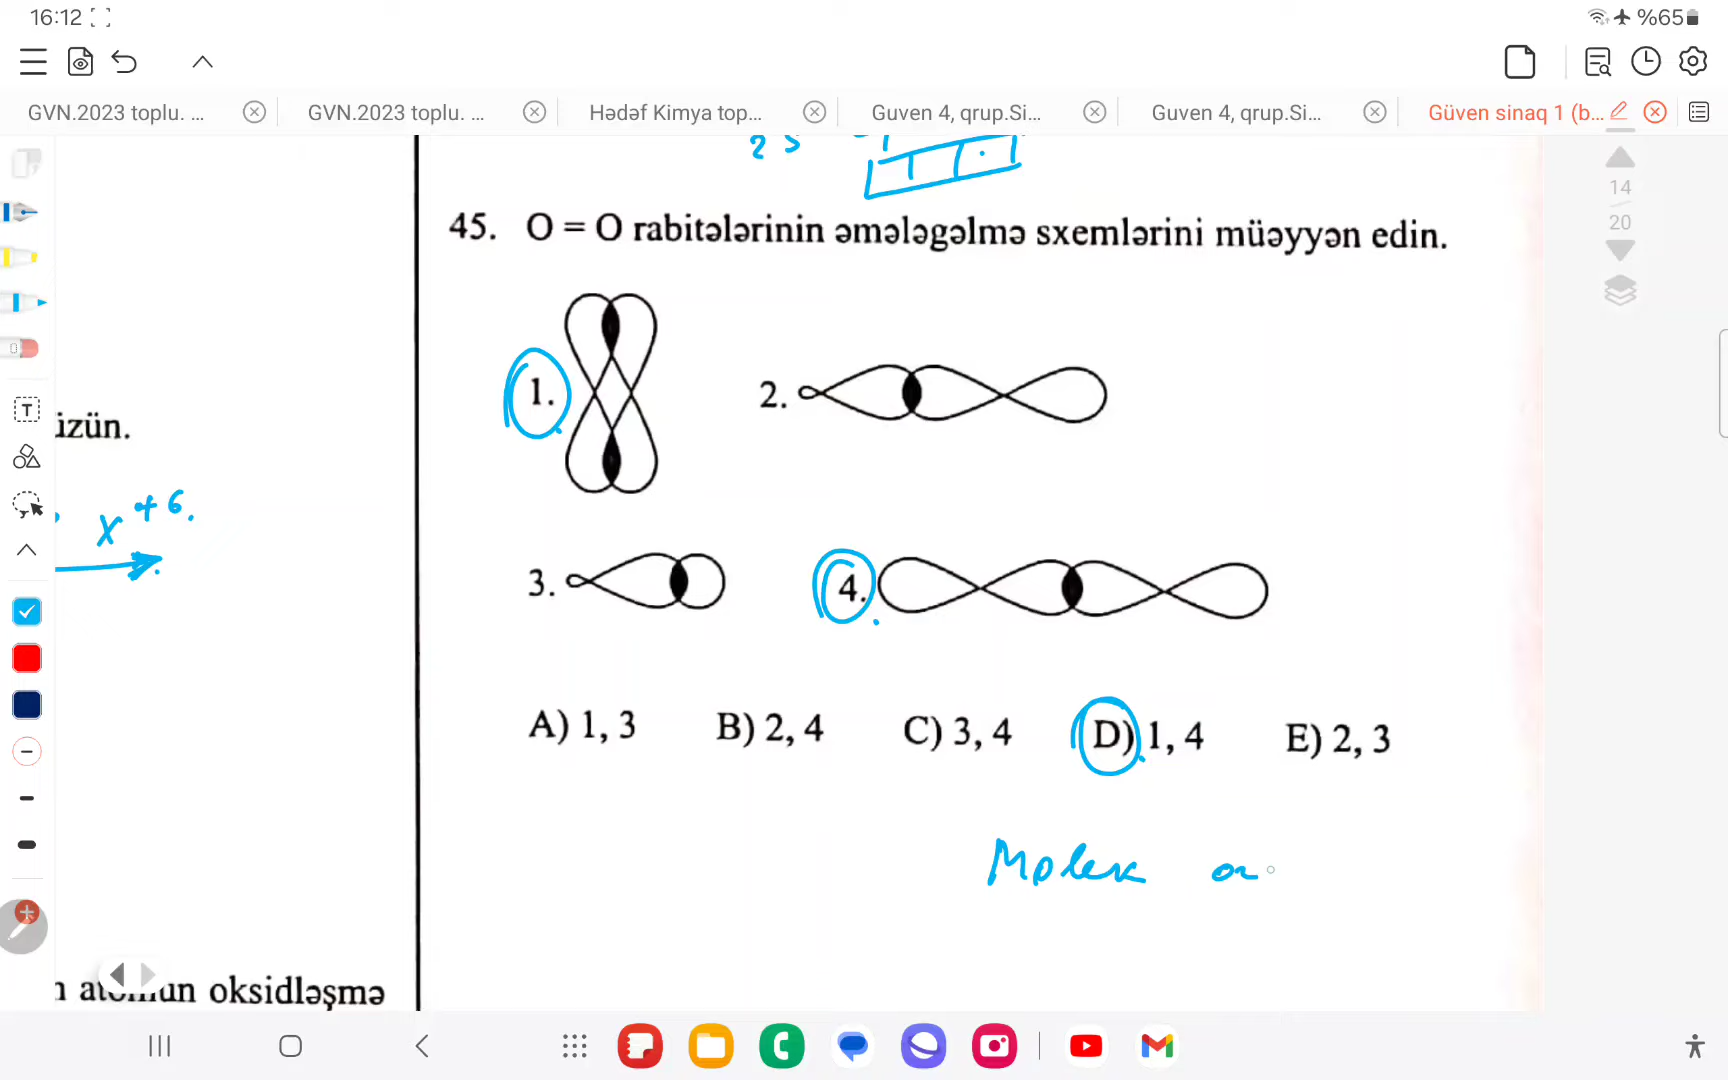 16:12
%65
GVN.2023 toplu. ...
GVN.2023 toplu. ...
Hədəf Kimya top...
Guven 4, qrup.Si...
Guven 4, qrup.Si...
Güven sinaq 1 (b...
14
20
2 s
45. O = O rabitələrinin əmələgəlmə sxemlərini müəyyən edin.
1.
2.
izün.
x +6.
3.
4.
A) 1, 3 B) 2, 4 C) 3, 4 D) 1, 4 E) 2, 3
Molek
atomun oksidləşmə
T